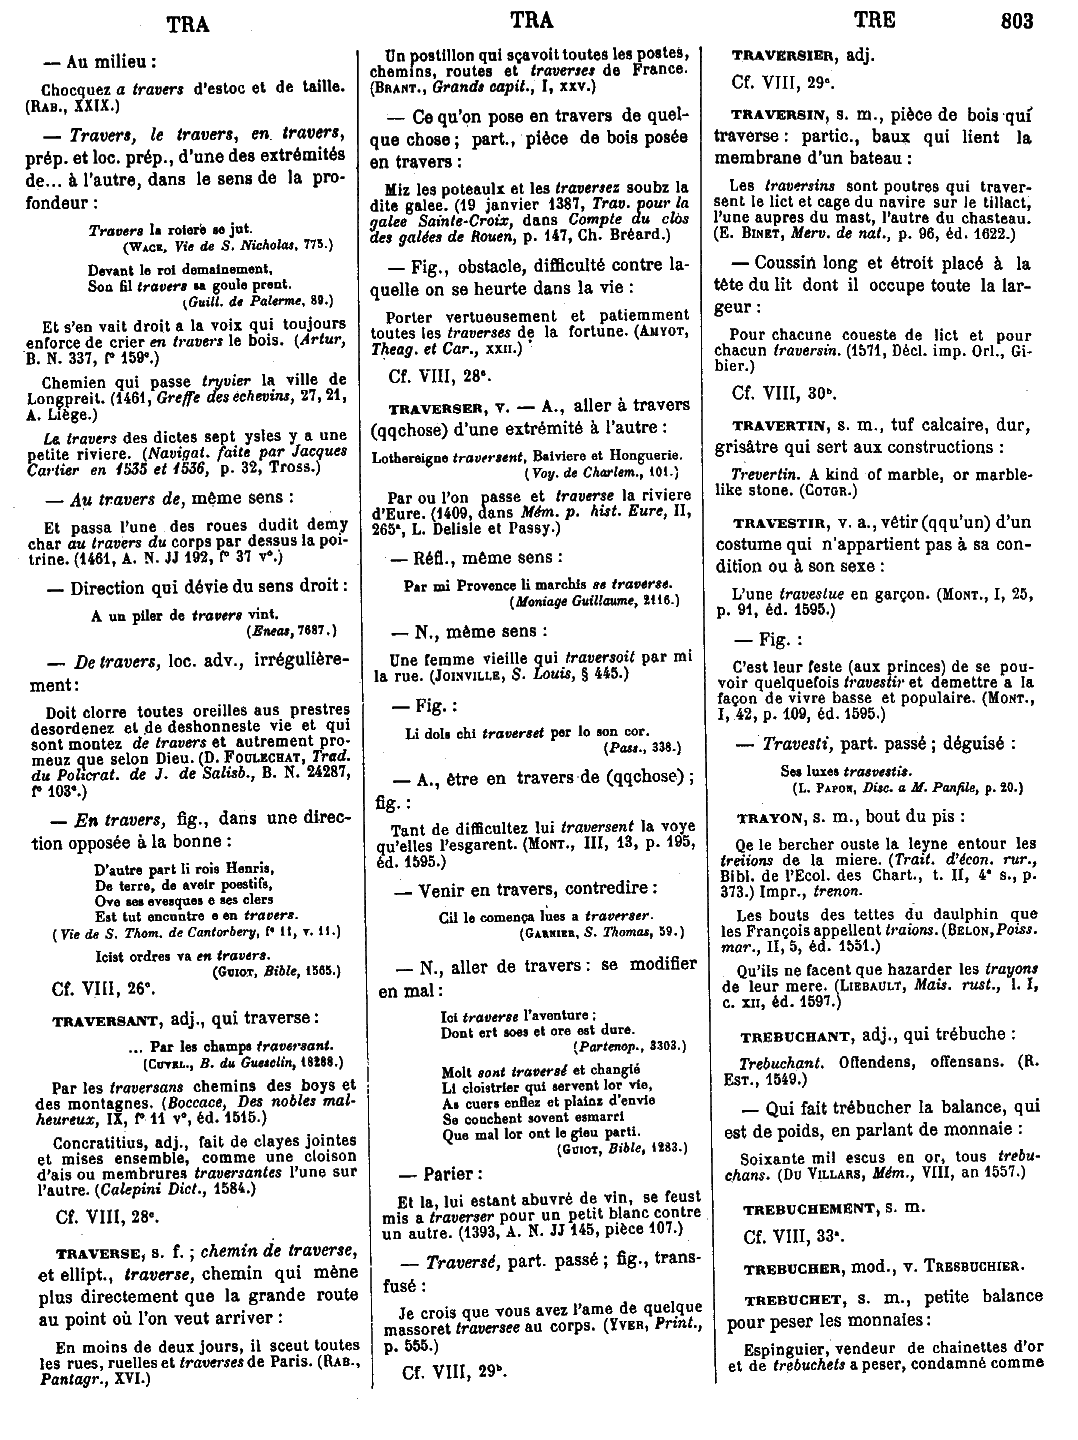 TRA
TRA
TRE
803
— Au milieu :
Chocquez a travers d'estoc et de taille.
(RAB., XXIX.)
— Travers, le travers, en travers,
prép. et loc. prép., d'une des extrémités
de... à l'autre, dans le sens de la pro-
fondeur :
Travers la roiere se jut.
(WACE, Vie de S. Nicholas, 775.)
Devant le roi demainement,
Son fil travers sa goule prent.
(Guill. de Palerme, 89.)
Et s'en vait droit a la voix qui toujours
enforce de crier en travers le bois. (Artur,
B. N. 337, f° 159ᵉ.)
Chemien qui passe tryvier la ville de
Longpreit. (1461, Greffe des échevins, 27, 21,
A. Liège.)
Le travers des dictes sept ysles y a une
petite riviere. (Navigat. faite par Jacques
Cartier en 1535 et 1536, p. 32, Tross.)
— Au travers de, même sens :
Et passa l'une des roues dudit demy
char au travers du corps par dessus la poi-
trine. (1461, A. N. JJ 192, f° 37 v°.)
— Direction qui dévie du sens droit :
A un piler de travers vint.
(Eneas, 7687.)
— De travers, loc. adv., irrégulière-
ment :
Doit clorre toutes oreilles aus prestres
desordenez et de deshonneste vie et qui
sont montez de travers et autrement pro-
meuz que selon Dieu. (D. FOULECHAT, Trad.
du Policrat. de J. de Salisb., B. N. 24287,
f° 103ᵉ.)
— En travers, fig., dans une direc-
tion opposée à la bonne :
D'autre part li rois Henris,
De terre, de aveir poestifs,
Ove ses evesques e ses clers
Est tut encuntre e en travers.
(Vie de S. Thom. de Cantorbery, f° 11, v. 11.)
Icist ordres va en travers.
(GUIOT, Bible, 1565.)
Cf. VIII, 26ᶜ.
TRAVERSANT, adj., qui traverse :
... Par les champs traversant.
(CUVEL., B. du Guesclin, 18288.)
Par les traversans chemins des boys et
des montagnes. (Boccace, Des nobles mal-
heureux, IX, f° 11 v°, éd. 1515.)
Concratitius, adj., fait de clayes jointes
et mises ensemble, comme une cloison
d'ais ou membrures traversantes l'une sur
l'autre. (Calepini Dict., 1584.)
Cf. VIII, 28ᶜ.
TRAVERSE, s. f. ; chemin de traverse,
et ellipt., traverse, chemin qui mène
plus directement que la grande route
au point où l'on veut arriver :
En moins de deux jours, il sceut toutes
les rues, ruelles et traverses de Paris. (RAB.,
Pantagr., XVI.)
Un postillon qui sçavoit toutes les postes,
chemins, routes et traverses de France.
(BRANT., Grands capit., I, XXV.)
— Ce qu'on pose en travers de quel-
que chose ; part., pièce de bois posée
en travers :
Miz les poteaulx et les traversez soubz la
dite galee. (19 janvier 1387, Trav. pour la
galee Sainte-Croix, dans Compte du clos
des galées de Rouen, p. 147, Ch. Bréard.)
— Fig., obstacle, difficulté contre la-
quelle on se heurte dans la vie :
Porter vertueusement et patiemment
toutes les traverses de la fortune. (AMYOT,
Theag. et Car., XXII.)
Cf. VIII, 28ᶜ.
TRAVERSER, v. — A., aller à travers
(qqchose) d'une extrémité à l'autre :
Lothereigne traversent, Baiviere et Honguerie.
(Voy. de Charlem., 101.)
Par ou l'on passe et traverse la riviere
d'Eure. (1409, dans Mém. p. hist. Eure, II,
265ᵃ, L. Delisle et Passy.)
— Réfl., même sens :
Par mi Provence li marchis se traverse.
(Moniage Guillaume, 2116.)
— N., même sens :
Une femme vieille qui traversoit par mi
la rue. (JOINVILLE, S. Louis, § 445.)
— Fig. :
Li dols chi traverset per lo son cor.
(Pass., 338.)
— A., être en travers de (qqchose) ;
fig. :
Tant de difficultez lui traversent la voye
qu'elles l'esgarent. (MONT., III, 13, p. 195,
éd. 1595.)
— Venir en travers, contredire :
Cil le comença lues a traverser.
(GARNIER, S. Thomas, 59.)
— N., aller de travers : se modifier
en mal :
Ici traverse l'aventure ;
Dont ert soes et ore est dure.
(Partenop., 3303.)
Molt sont traversé et changié
Li cloistrier qui servent lor vie,
As cuers enflez et plainz d'envie
Se couchent sovent esmarri
Que mal lor ont le gieu parti.
(GUIOT, Bible, 1283.)
— Parier :
Et la, lui estant abuvré de vin, se feust
mis a traverser pour un petit blanc contre
un autre. (1393, A. N. JJ 145, pièce 107.)
— Traversé, part. passé ; fig., trans-
fusé :
Je crois que vous avez l'ame de quelque
massoret traversee au corps. (YVER, Print.,
p. 555.)
Cf. VIII, 29ᵇ.
TRAVERSIER, adj.
Cf. VIII, 29ᶜ.
TRAVERSIN, s. m., pièce de bois qui
traverse : partic., baux qui lient la
membrane d'un bateau :
Les traversins sont poutres qui traver-
sent le lict et cage du navire sur le tillact,
l'une aupres du mast, l'autre du chasteau.
(E. BINET, Merv. de nat., p. 96, éd. 1622.)
— Coussin long et étroit placé à la
tête du lit dont il occupe toute la lar-
geur :
Pour chacune coueste de lict et pour
chacun traversin. (1571, Décl. imp. Orl., Gi-
bier.)
Cf. VIII, 30ᵇ.
TRAVERTIN, s. m., tuf calcaire, dur,
grisâtre qui sert aux constructions :
Trevertin. A kind of marble, or marble-
like stone. (COTGR.)
TRAVESTIR, v. a., vêtir (qqu'un) d'un
costume qui n'appartient pas à sa con-
dition ou à son sexe :
L'une travestue en garçon. (MONT., I, 25,
p. 91, éd. 1595.)
— Fig. :
C'est leur feste (aux princes) de se pou-
voir quelquefois travestir et demettre a la
façon de vivre basse et populaire. (MONT.,
I, 42, p. 109, éd. 1595.)
— Travesti, part. passé ; déguisé :
Ses luxes trasvestis.
(L. PAPON, Disc. a M. Panfile, p. 20.)
TRAYON, s. m., bout du pis :
Qe le bercher ouste la leyne entour les
treiions de la miere. (Trait. d'écon. rur.,
Bibl. de l'Ecol. des Chart., t. II, 4ᵉ s., p.
373.) Impr., trenon.
Les bouts des tettes du daulphin que
les François appellent traions. (BELON, Poiss.
mar., II, 5, éd. 1551.)
Qu'ils ne facent que hazarder les trayons
de leur mere. (LIEBAULT, Mais. rust., l. I,
c. XII, éd. 1597.)
TREBUCHANT, adj., qui trébuche :
Trebuchant. Offendens, offensans. (R.
EST., 1549.)
— Qui fait trébucher la balance, qui
est de poids, en parlant de monnaie :
Soixante mil escus en or, tous trebu-
chans. (DU VILLARS, Mém., VIII, an 1557.)
TREBUCHEMENT, s. m.
Cf. VIII, 33ᵃ.
TREBUCHER, mod., v. TRESBUCHIER.
TREBUCHET, s. m., petite balance
pour peser les monnaies :
Espinguier, vendeur de chainettes d'or
et de trebuchets a peser, condamné comme